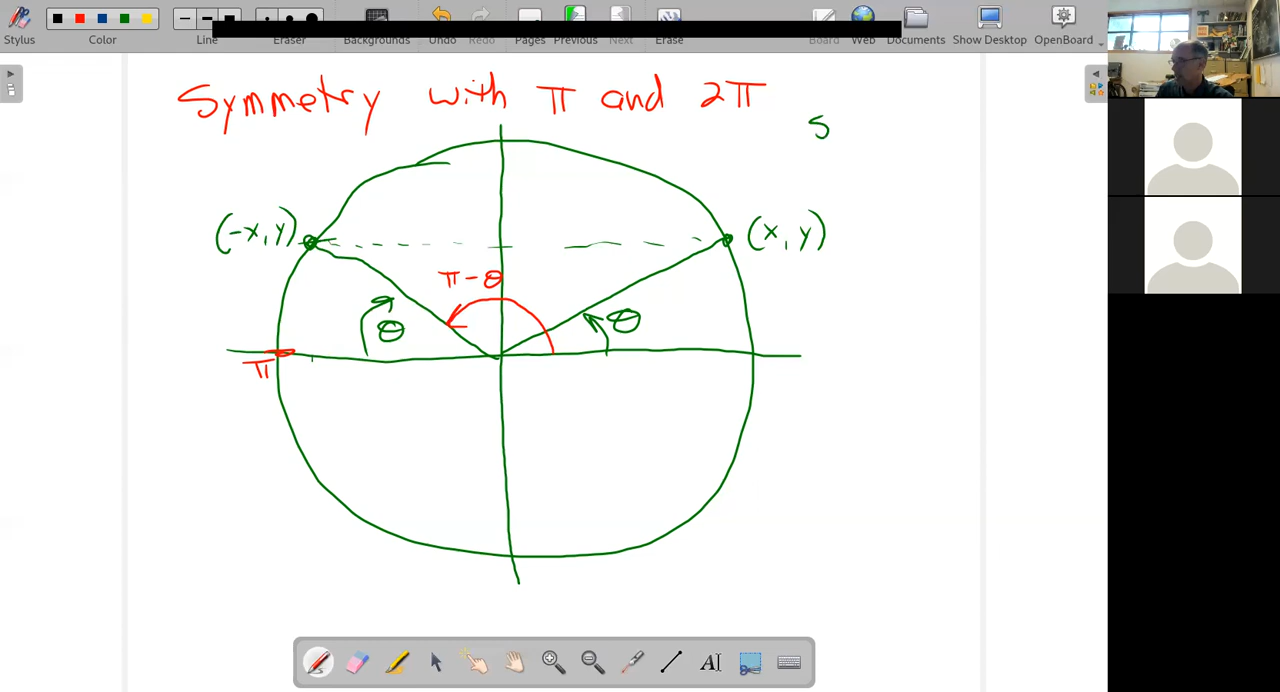 Stylus Color Line Eraser Backgrounds Undo Redo Pages Previous Next Erase Board Web Documents Show Desktop OpenBoard
Symmetry with π and 2π
S
(-x, y) (x, y)
π - θ
θ θ
π